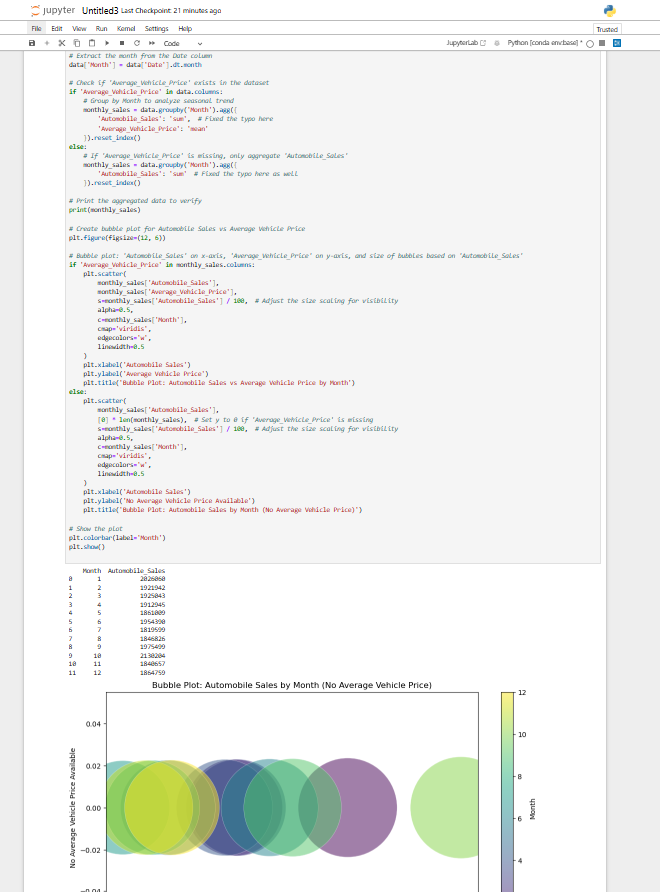 jupyter Untitled3 Last Checkpoint: 21 minutes ago
File Edit View Run Kernel Settings Help Trusted
Code JupyterLab Python [conda env:base] *
# Extract the month from the Date column
data['Month'] = data['Date'].dt.month
# Check if 'Average_Vehicle_Price' exists in the dataset
if 'Average_Vehicle_Price' in data.columns:
    # Group by Month to analyze seasonal trend
    monthly_sales = data.groupby('Month').agg({
        'Automobile_Sales': 'sum',  # Fixed the typo here
        'Average_Vehicle_Price': 'mean'
    }).reset_index()
else:
    # If 'Average_Vehicle_Price' is missing, only aggregate 'Automobile_Sales'
    monthly_sales = data.groupby('Month').agg({
        'Automobile_Sales': 'sum'  # Fixed the typo here as well
    }).reset_index()
# Print the aggregated data to verify
print(monthly_sales)
# Create bubble plot for Automobile Sales vs Average Vehicle Price
plt.figure(figsize=(12, 6))
# Bubble plot: 'Automobile_Sales' on x-axis, 'Average_Vehicle_Price' on y-axis, and size of bubbles based on 'Automobile_Sales'
if 'Average_Vehicle_Price' in monthly_sales.columns:
    plt.scatter(
        monthly_sales['Automobile_Sales'],
        monthly_sales['Average_Vehicle_Price'],
        s=monthly_sales['Automobile_Sales'] / 100,  # Adjust the size scaling for visibility
        alpha=0.5,
        c=monthly_sales['Month'],
        cmap='viridis',
        edgecolors='w',
        linewidth=0.5
    )
    plt.xlabel('Automobile Sales')
    plt.ylabel('Average Vehicle Price')
    plt.title('Bubble Plot: Automobile Sales vs Average Vehicle Price by Month')
else:
    plt.scatter(
        monthly_sales['Automobile_Sales'],
        [0] * len(monthly_sales),  # Set y to 0 if 'Average_Vehicle_Price' is missing
        s=monthly_sales['Automobile_Sales'] / 100,  # Adjust the size scaling for visibility
        alpha=0.5,
        c=monthly_sales['Month'],
        cmap='viridis',
        edgecolors='w',
        linewidth=0.5
    )
    plt.xlabel('Automobile Sales')
    plt.ylabel('No Average Vehicle Price Available')
    plt.title('Bubble Plot: Automobile Sales by Month (No Average Vehicle Price)')
# Show the plot
plt.colorbar(label='Month')
plt.show()
Month Automobile_Sales
0 1 2026060
1 2 1921942
2 3 1925043
3 4 1912945
4 5 1861009
5 6 1954390
6 7 1819599
7 8 1846826
8 9 1975499
9 10 2130204
10 11 1840657
11 12 1864759
Bubble Plot: Automobile Sales by Month (No Average Vehicle Price)
0.04
0.02
0.00
−0.02
−0.04
No Average Vehicle Price Available
12
10
8
6
4
Month